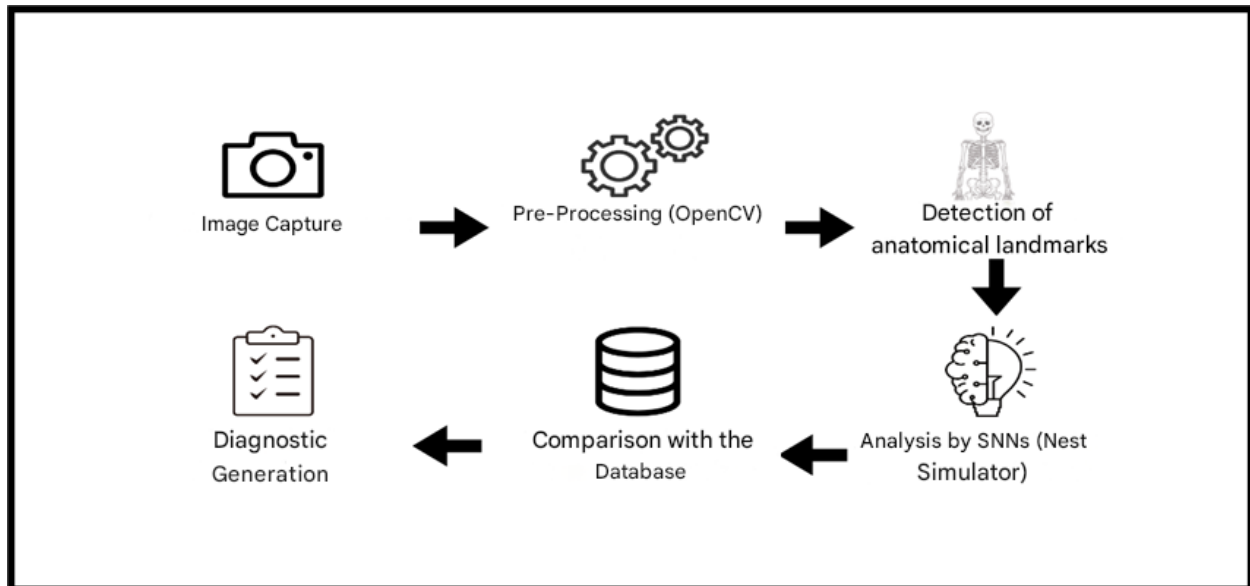 Image Capture
Pre-Processing (OpenCV)
Detection of
anatomical landmarks
Analysis by SNNs (Nest
Simulator)
Comparison with the
Database
Diagnostic
Generation